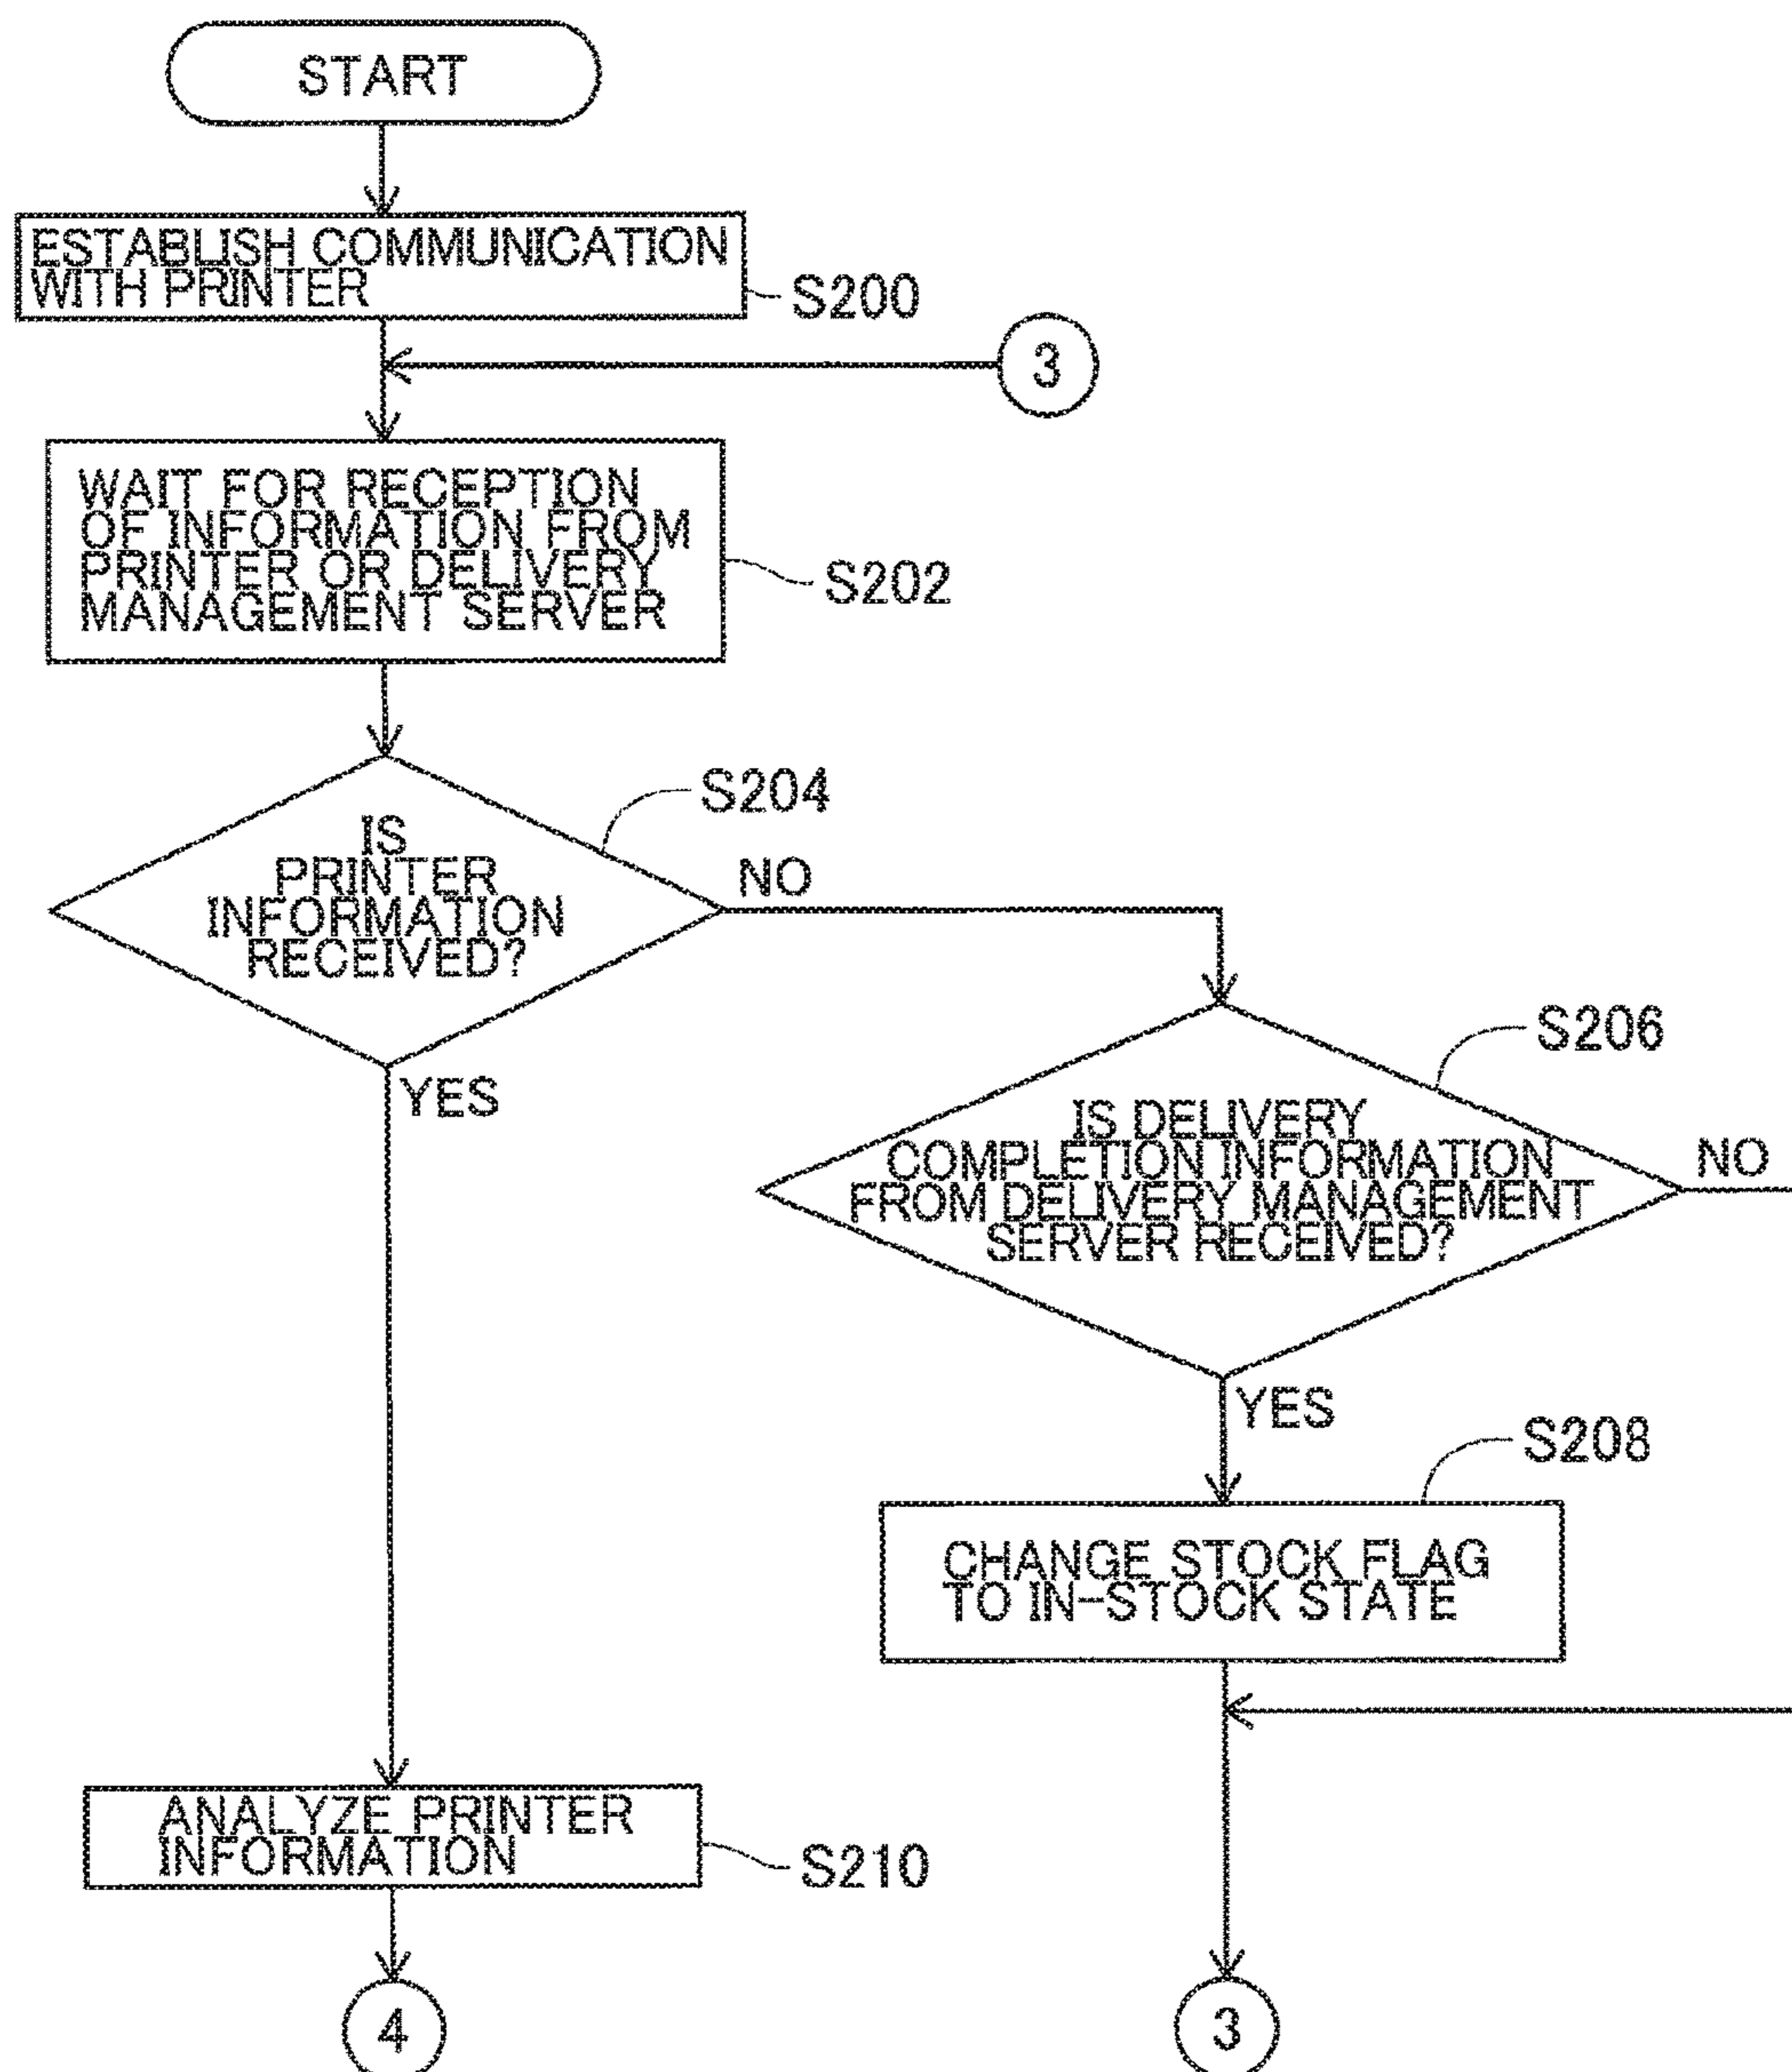 START
ESTABLISH COMMUNICATION
WITH PRINTER
S200
3
WAIT FOR RECEPTION
OF INFORMATION FROM
PRINTER OR DELIVERY
MANAGEMENT SERVER
S202
S204
IS
PRINTER
INFORMATION
RECEIVED?
NO
YES
S206
IS DELIVERY
COMPLETION INFORMATION
FROM DELIVERY MANAGEMENT
SERVER RECEIVED?
NO
YES
S208
CHANGE STOCK FLAG
TO IN-STOCK STATE
ANALYZE PRINTER
INFORMATION
S210
4
3